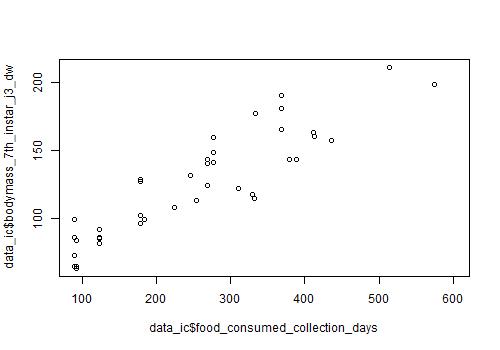 data_ic$bodymass_7th_instar_j3_dw
200
150
100
100 200 300 400 500 600
data_ic$food_consumed_collection_days